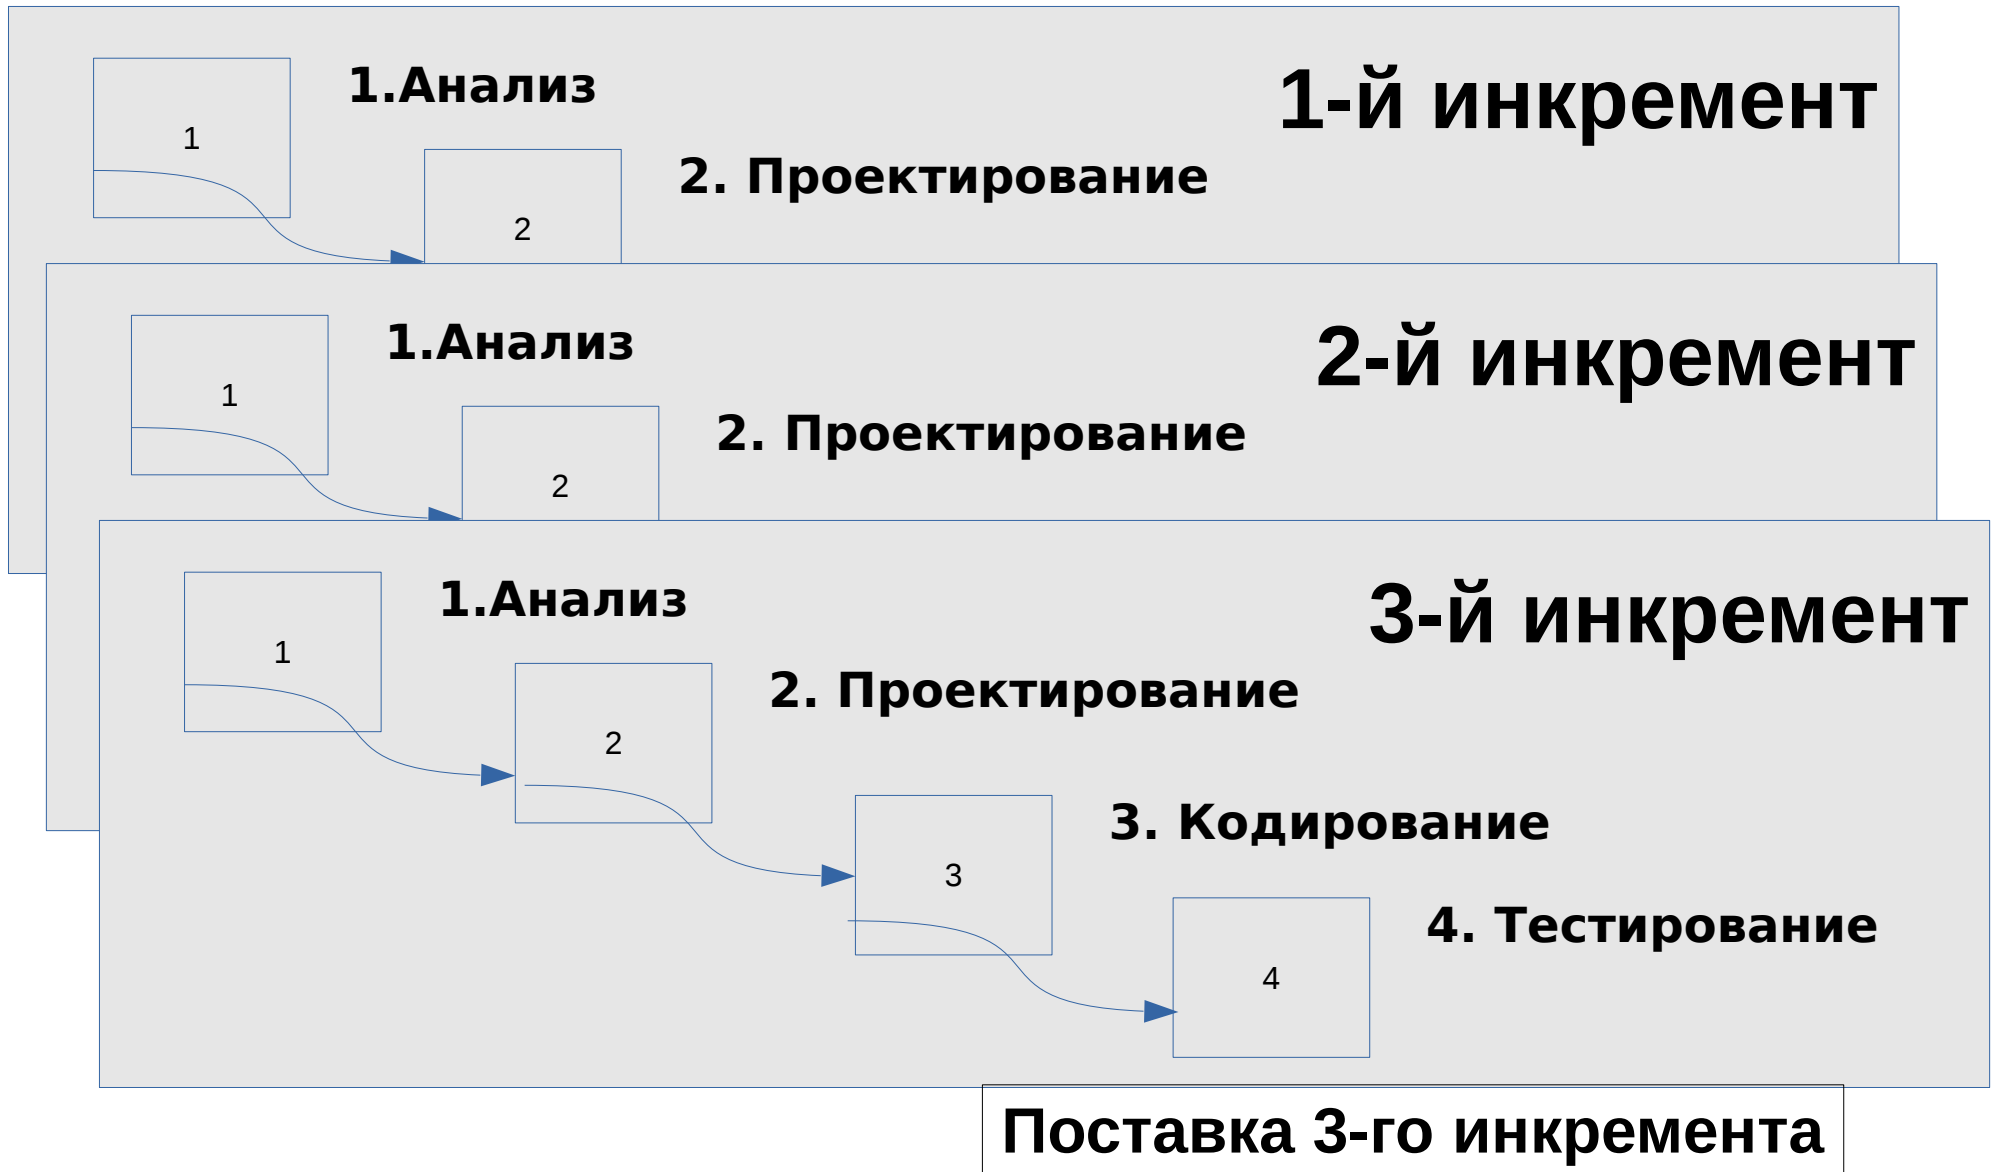 1-й инкремент
1.Анализ
1
2. Проектирование
2
2-й инкремент
1.Анализ
1
2. Проектирование
2
3-й инкремент
1.Анализ
1
2. Проектирование
2
3. Кодирование
3
4. Тестирование
4
Поставка 3-го инкремента